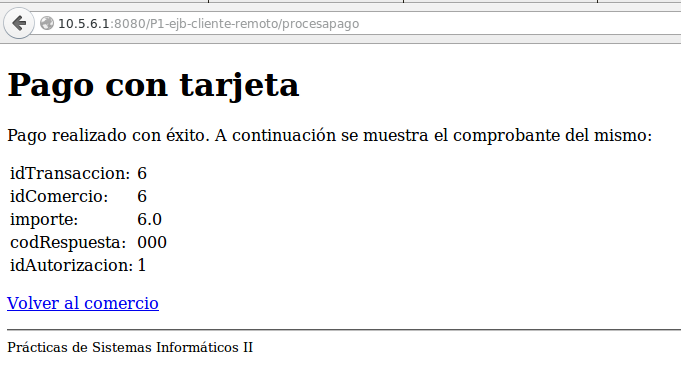 10.5.6.1:8080/P1-ejb-cliente-remoto/procesapago
Pago con tarjeta
Pago realizado con éxito. A continuación se muestra el comprobante del mismo:
idTransaccion: 6
idComercio: 6
importe: 6.0
codRespuesta: 000
idAutorizacion: 1
Volver al comercio
Prácticas de Sistemas Informáticos II